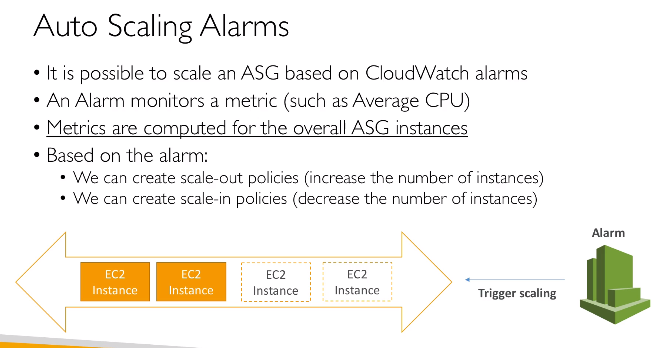 Auto Scaling Alarms
• It is possible to scale an ASG based on CloudWatch alarms
• An Alarm monitors a metric (such as Average CPU)
• Metrics are computed for the overall ASG instances
• Based on the alarm:
• We can create scale-out policies (increase the number of instances)
• We can create scale-in policies (decrease the number of instances)
Alarm
EC2
Instance
EC2
Instance
EC2
Instance
EC2
Instance
Trigger scaling